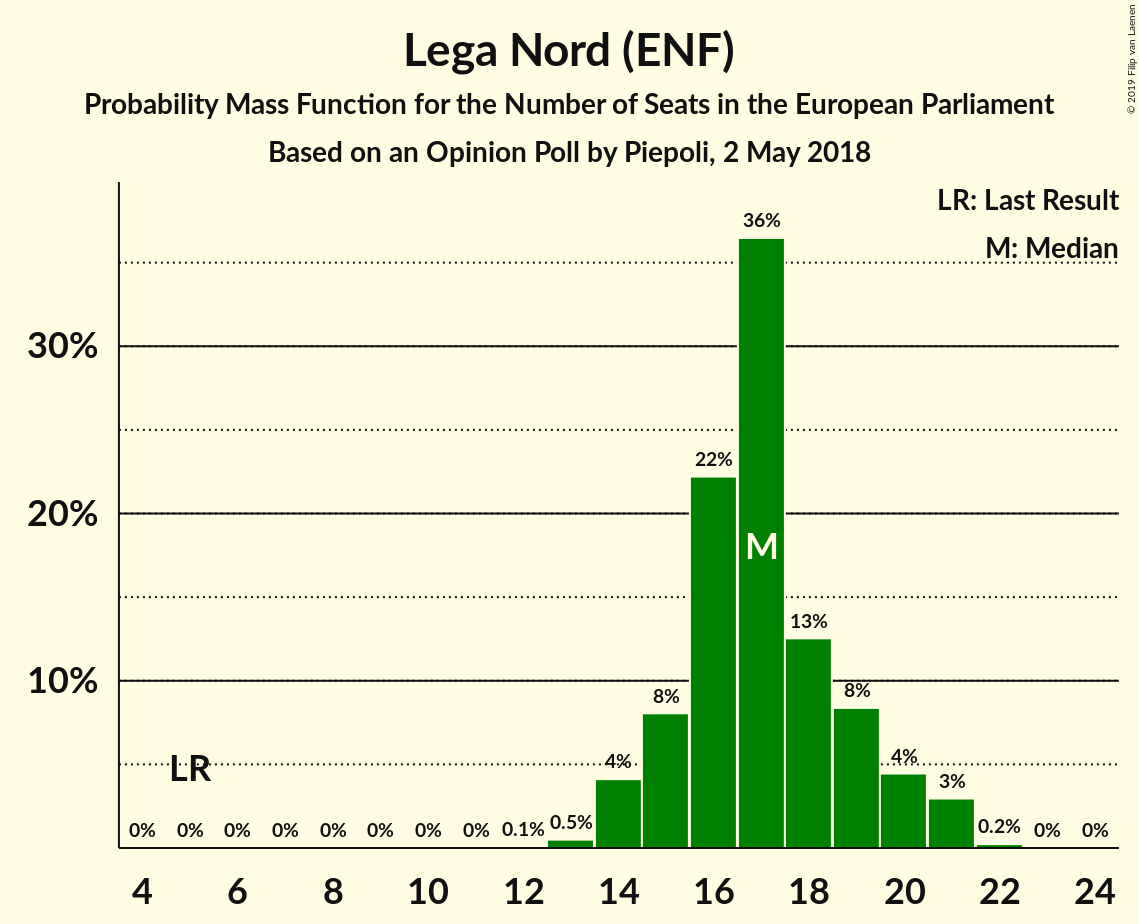 Lega Nord (ENF)
Probability Mass Function for the Number of Seats in the European Parliament
Based on an Opinion Poll by Piepoli, 2 May 2018
© 2019 Filip van Laenen
LR: Last Result
M: Median
36%
30%
22%
20%
M
13%
10%
8%
8%
LR
4%
4%
3%
0% 0% 0% 0% 0% 0% 0% 0% 0.1% 0.5% 0.2% 0% 0%
4 6 8 10 12 14 16 18 20 22 24